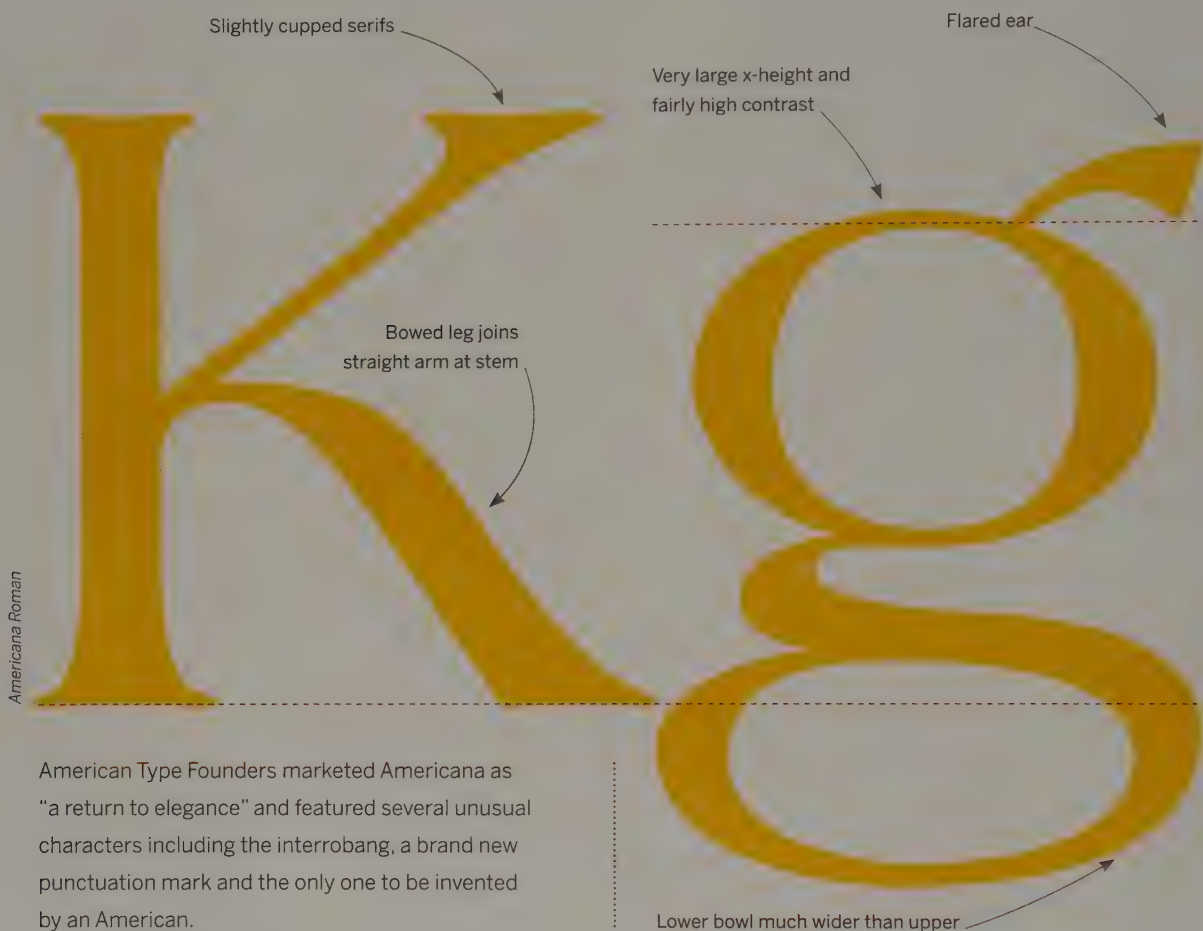 Slightly cupped serifs
Flared ear
Very large x-height and
fairly high contrast
Kg
Bowed leg joins
straight arm at stem
Americana Roman
American Type Founders marketed Americana as
“a return to elegance” and featured several unusual
characters including the interrobang, a brand new
punctuation mark and the only one to be invented
by an American.
Lower bowl much wider than upper